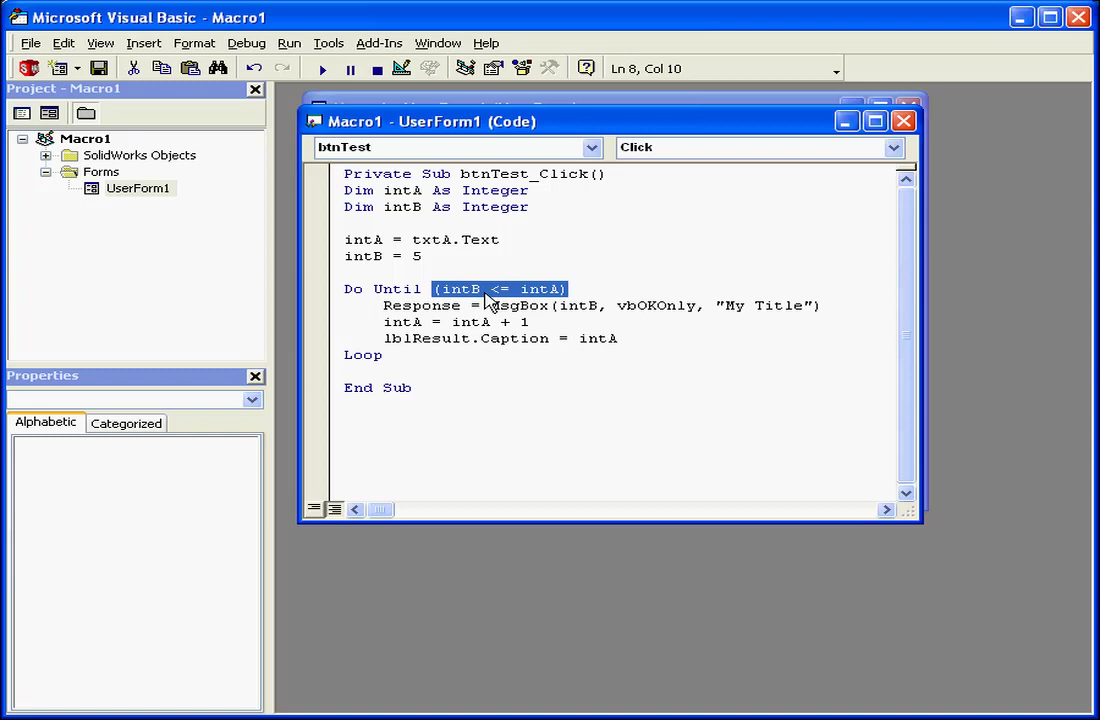 Microsoft Visual Basic - Macro1
File Edit View Insert Format Debug Run Tools Add-Ins Window Help
Ln 8, Col 10
Project - Macro1
Macro1
SolidWorks Objects
Forms
UserForm1
Properties
Alphabetic Categorized
Macro1 - UserForm1 (Code)
btnTest Click
Private Sub btnTest_Click()
Dim intA As Integer
Dim intB As Integer
intA = txtA.Text
intB = 5
Do Until (intB <= intA)
Response = MsgBox(intB, vbOKOnly, "My Title")
intA = intA + 1
lblResult.Caption = intA
Loop
End Sub